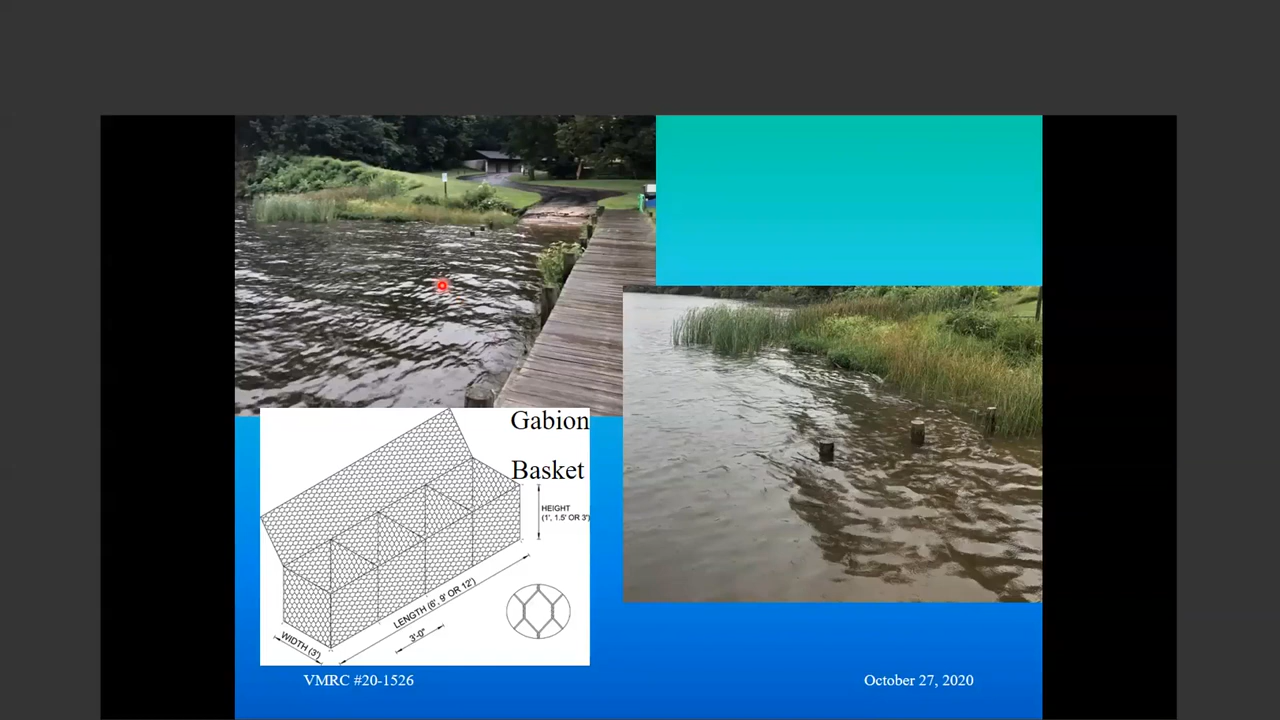 Gabion
Basket
HEIGHT
(1', 1.5' OR 3')
LENGTH (6', 9' OR 12')
3'-0"
WIDTH (3')
VMRC #20-1526
October 27, 2020